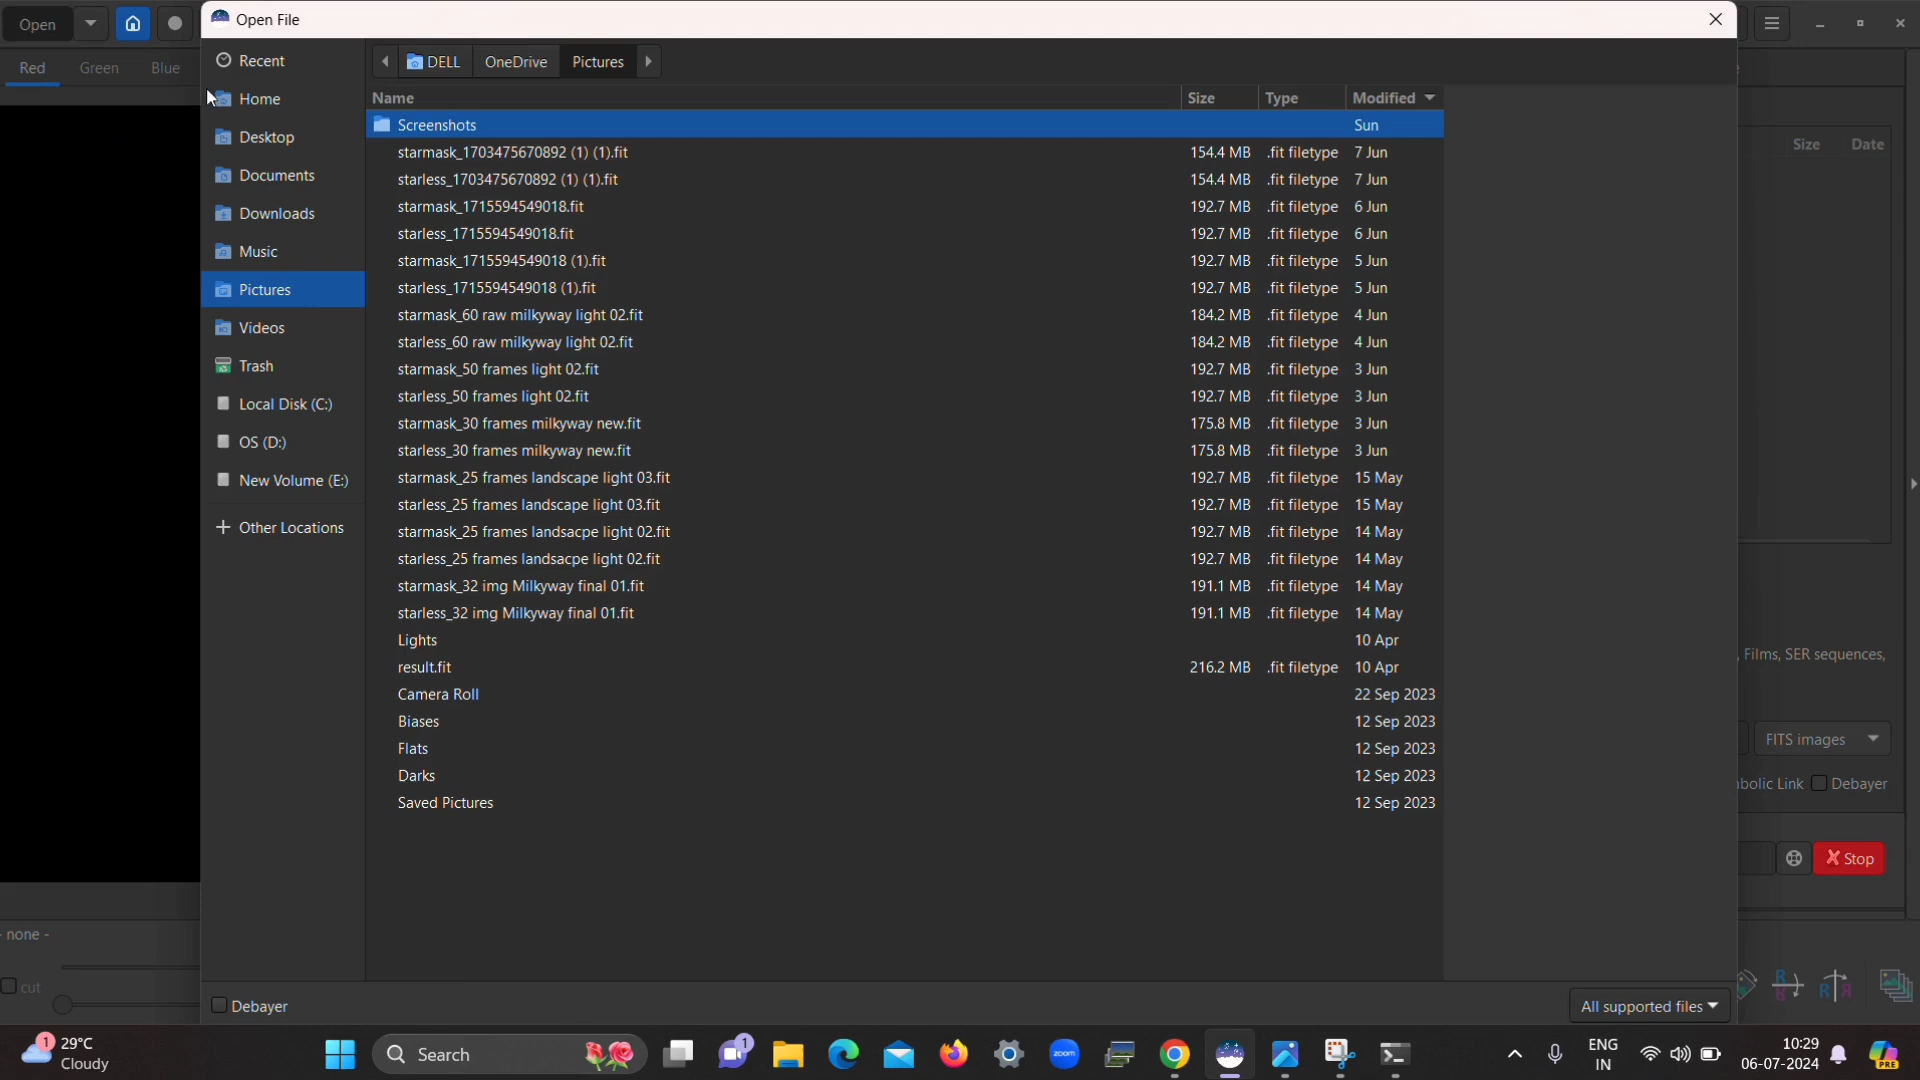 Open File
Open
Red Green Blue
Recent
Home
Desktop
Documents
Downloads
Music
Pictures
Videos
Trash
Local Disk (C:)
OS (D:)
New Volume (E:)
+ Other Locations
DELL OneDrive Pictures
Name Size Type Modified
Screenshots Sun
starmask_1703475670892 (1) (1).fit 154.4 MB .fit filetype 7 Jun
starless_1703475670892 (1) (1).fit 154.4 MB .fit filetype 7 Jun
starmask_1715594549018.fit 192.7 MB .fit filetype 6 Jun
starless_1715594549018.fit 192.7 MB .fit filetype 6 Jun
starmask_1715594549018 (1).fit 192.7 MB .fit filetype 5 Jun
starless_1715594549018 (1).fit 192.7 MB .fit filetype 5 Jun
starmask_60 raw milkyway light 02.fit 184.2 MB .fit filetype 4 Jun
starless_60 raw milkyway light 02.fit 184.2 MB .fit filetype 4 Jun
starmask_50 frames light 02.fit 192.7 MB .fit filetype 3 Jun
starless_50 frames light 02.fit 192.7 MB .fit filetype 3 Jun
starmask_30 frames milkyway new.fit 175.8 MB .fit filetype 3 Jun
starless_30 frames milkyway new.fit 175.8 MB .fit filetype 3 Jun
starmask_25 frames landscape light 03.fit 192.7 MB .fit filetype 15 May
starless_25 frames landscape light 03.fit 192.7 MB .fit filetype 15 May
starmask_25 frames landsacpe light 02.fit 192.7 MB .fit filetype 14 May
starless_25 frames landsacpe light 02.fit 192.7 MB .fit filetype 14 May
starmask_32 img Milkyway final 01.fit 191.1 MB .fit filetype 14 May
starless_32 img Milkyway final 01.fit 191.1 MB .fit filetype 14 May
Lights 10 Apr
result.fit 216.2 MB .fit filetype 10 Apr
Camera Roll 22 Sep 2023
Biases 12 Sep 2023
Flats 12 Sep 2023
Darks 12 Sep 2023
Saved Pictures 12 Sep 2023
Size Date
, Films, SER sequences,
FITS images
bolic Link Debayer
Stop
- none -
cut
Debayer
All supported files
1
29°C
Cloudy
Search
1
zoom
ENG
IN
10:29
06-07-2024
PRE